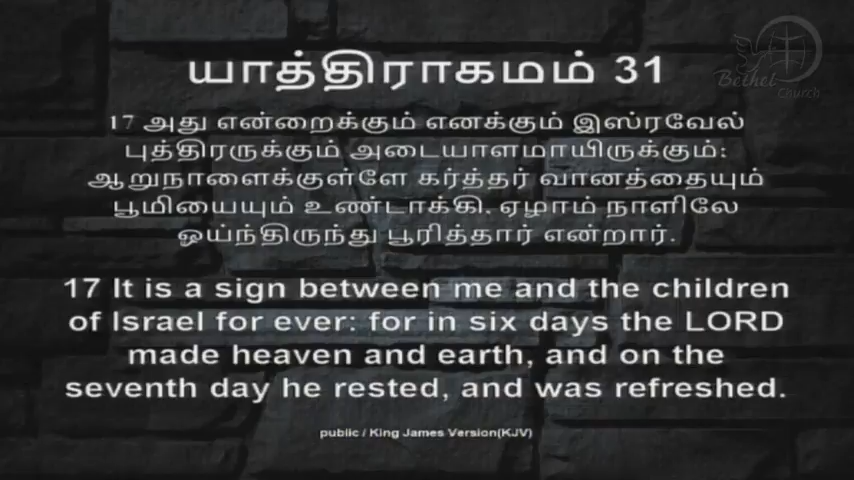 Bethel
Church
யாத்திராகமம் 31
17 அது என்றைக்கும் எனக்கும் இஸ்ரவேல்
புத்திரருக்கும் அடையாளமாயிருக்கும்;
ஆறுநாளைக்குள்ளே கர்த்தர் வானத்தையும்
பூமியையும் உண்டாக்கி, ஏழாம் நாளிலே
ஓய்ந்திருந்து பூரித்தார் என்றார்.
17 It is a sign between me and the children
of Israel for ever: for in six days the LORD
made heaven and earth, and on the
seventh day he rested, and was refreshed.
public / King James Version(KJV)